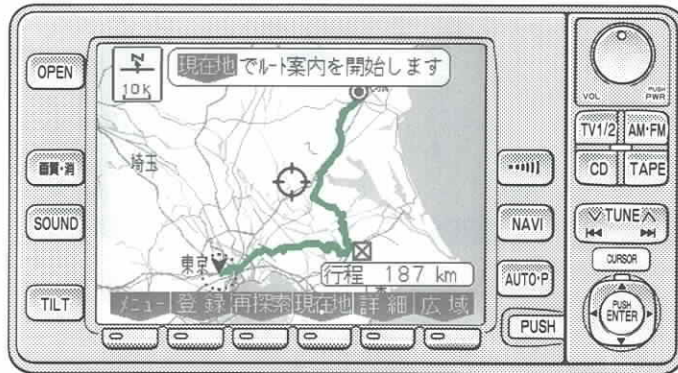 OPEN
画質・消
SOUND
TILT
N
10K
現在地でルート案内を開始します
埼玉
東京
行程 187 km
メニュー 登録 再探索 現在地 詳細 広域
VOL
PUSH PWR
TV1/2 AM・FM
CD TAPE
NAVI
TUNE
AUTO・P
CURSOR
PUSH ENTER
PUSH